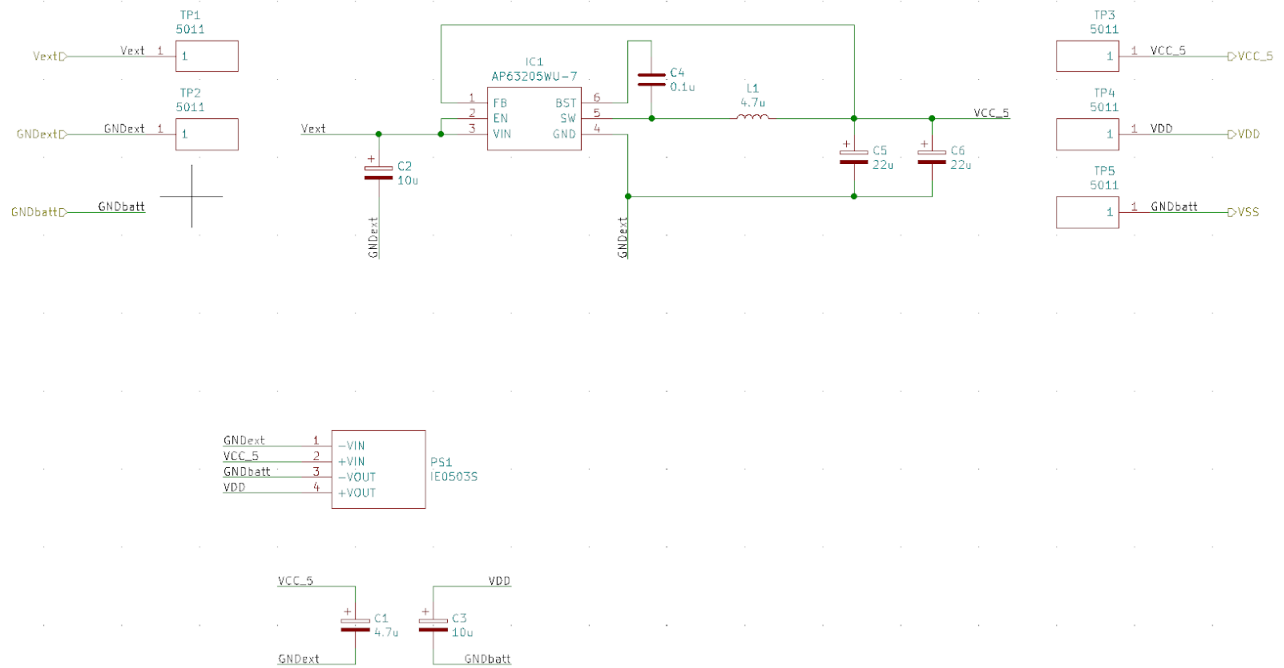 TP1
5011
Vext
Vext 1
1
TP2
5011
GNDext
GNDext 1
1
GNDbatt
GNDbatt
IC1
AP63205WU-7
1 FB
2 EN
3 VIN
BST 6
SW 5
GND 4
Vext
C2
10u
GNDext
C4
0.1u
L1
4.7u
VCC_5
C5
22u
C6
22u
GNDext
TP3
5011
1
1 VCC_5
VCC_5
TP4
5011
1
1 VDD
VDD
TP5
5011
1
1 GNDbatt
VSS
GNDext 1 -VIN
VCC_5 2 +VIN
GNDbatt 3 -VOUT
VDD 4 +VOUT
PS1
IE0503S
VCC_5
C1
4.7u
GNDext
VDD
C3
10u
GNDbatt